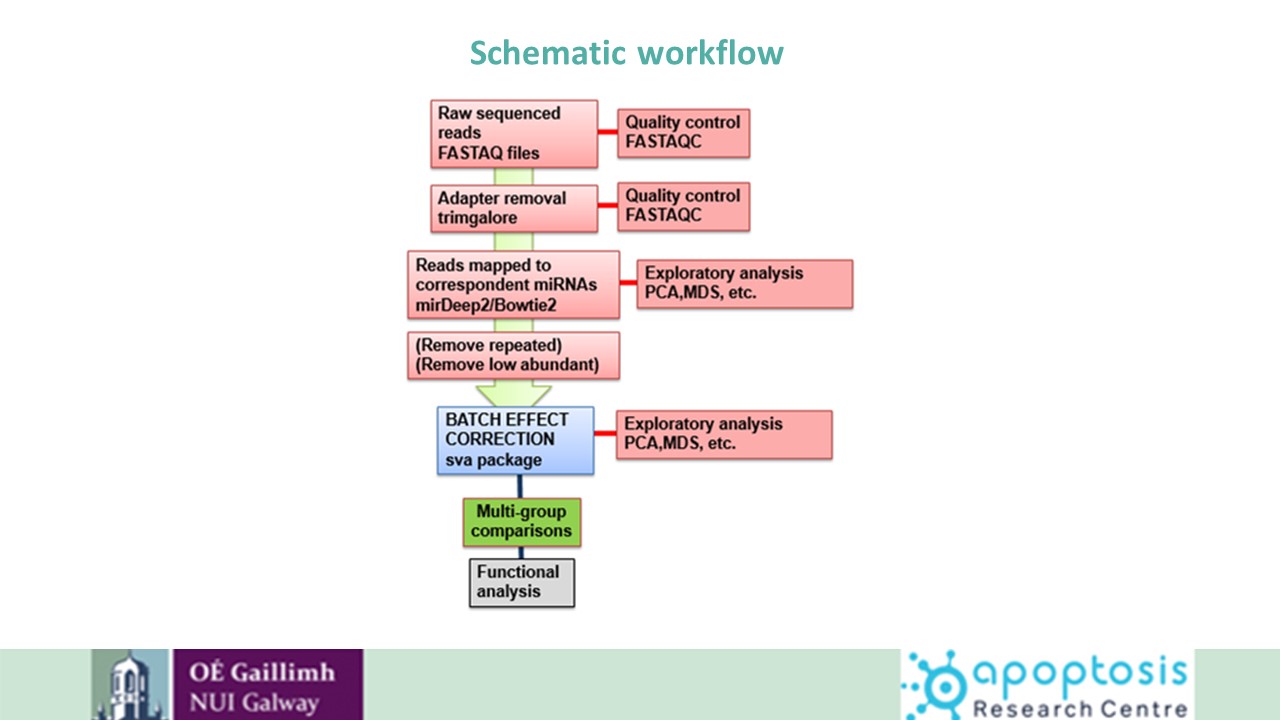 Schematic workflow
Raw sequenced
reads
FASTAQ files
Quality control
FASTAQC
Adapter removal
trimgalore
Quality control
FASTAQC
Reads mapped to
correspondent miRNAs
mirDeep2/Bowtie2
Exploratory analysis
PCA,MDS, etc.
(Remove repeated)
(Remove low abundant)
BATCH EFFECT
CORRECTION
sva package
Exploratory analysis
PCA,MDS, etc.
Multi-group
comparisons
Functional
analysis
OÉ Gaillimh
NUI Galway
apoptosis
Research Centre